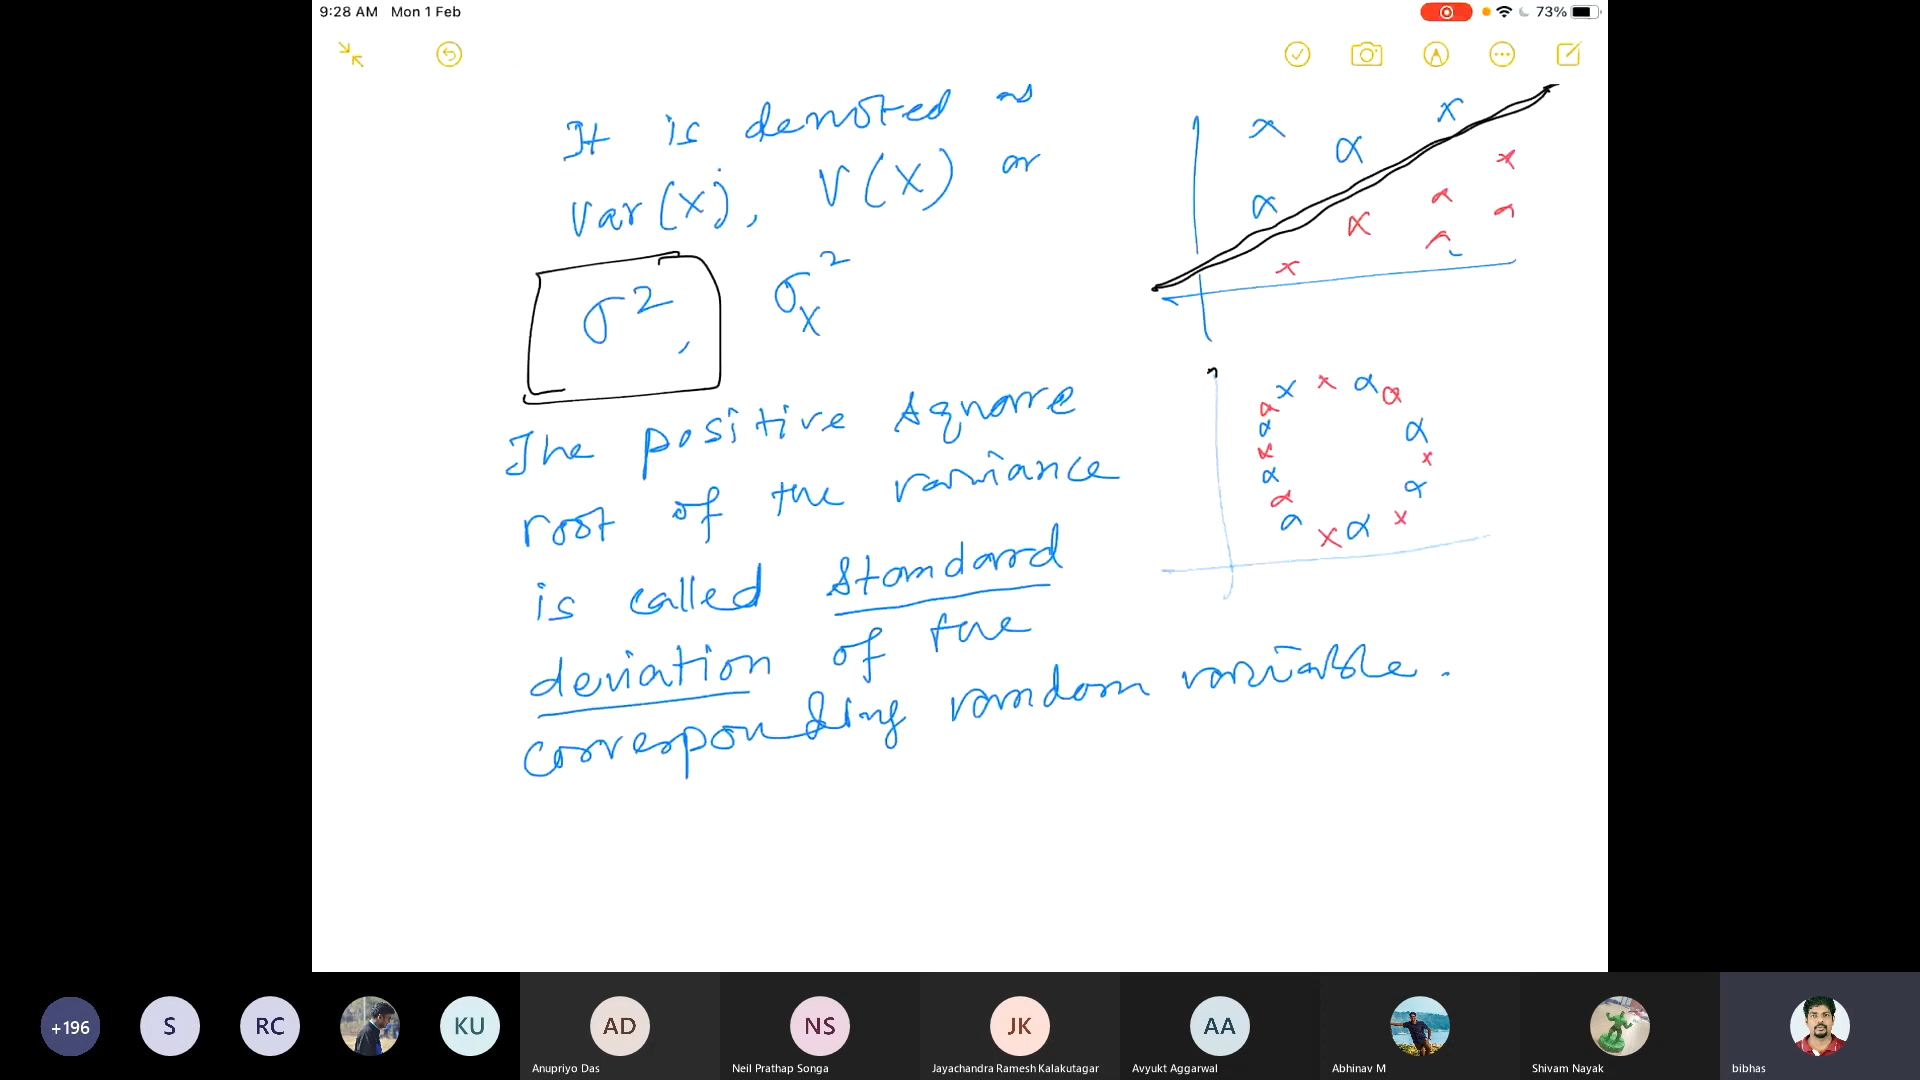 9:28 AM Mon 1 Feb
73%
It is denoted as
Var(X), V(X) or
σ², σ_X²
The positive square
root of the variance
is called standard
deviation of the
corresponding random variable.
+196
S
RC
KU
AD
NS
JK
AA
Anupriyo Das
Neil Prathap Songa
Jayachandra Ramesh Kalakutagar
Avyukt Aggarwal
Abhinav M
Shivam Nayak
bibhas